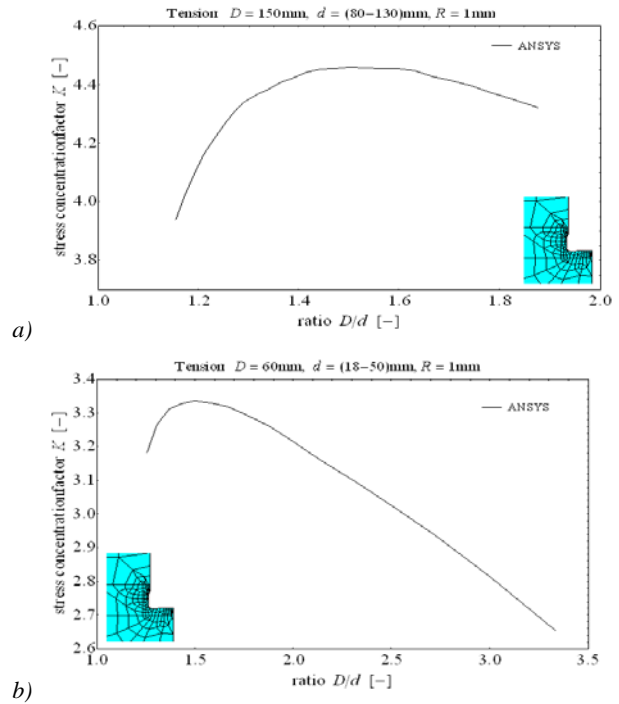 Tension D = 150mm, d = (80−130)mm, R = 1mm
stress concentrationfactor K [−]
4.6
4.4
4.2
4.0
3.8
ANSYS
1.0 1.2 1.4 1.6 1.8 2.0
ratio D/d [−]
a)
Tension D = 60mm, d = (18−50)mm, R = 1mm
stress concentrationfactor K [−]
3.4
3.3
3.2
3.1
3.0
2.9
2.8
2.7
2.6
ANSYS
1.0 1.5 2.0 2.5 3.0 3.5
ratio D/d [−]
b)